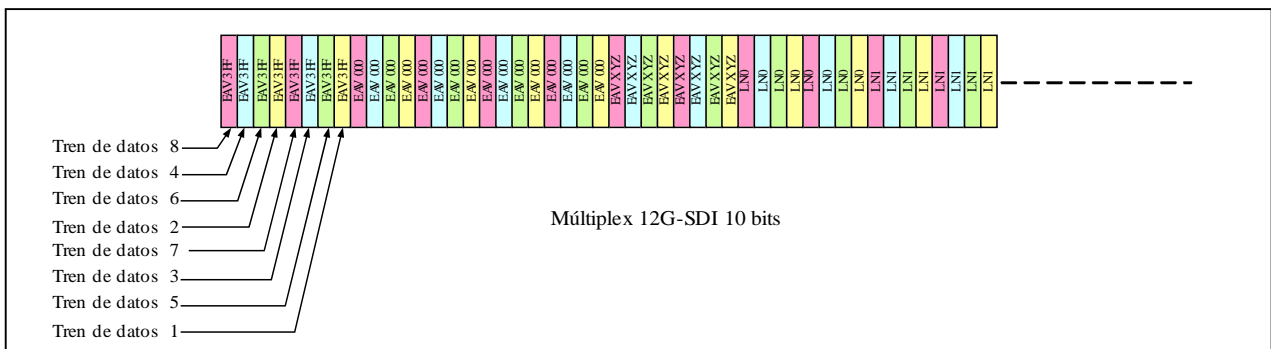 EAV 3FF EAV 3FF EAV 3FF EAV 3FF EAV 3FF EAV 3FF EAV 3FF EAV 3FF EAV 000 EAV 000 EAV 000 EAV 000 EAV 000 EAV 000 EAV 000 EAV 000 EAV 000 EAV 000 EAV 000 EAV 000 EAV 000 EAV 000 EAV 000 EAV 000 EAV XYZ EAV XYZ EAV XYZ EAV XYZ EAV XYZ EAV XYZ EAV XYZ EAV XYZ LN0 LN0 LN0 LN0 LN0 LN0 LN0 LN0 LN1 LN1 LN1 LN1 LN1 LN1 LN1 LN1
Tren de datos 8
Tren de datos 4
Tren de datos 6
Tren de datos 2
Tren de datos 7
Tren de datos 3
Tren de datos 5
Tren de datos 1
Múltiplex 12G-SDI 10 bits